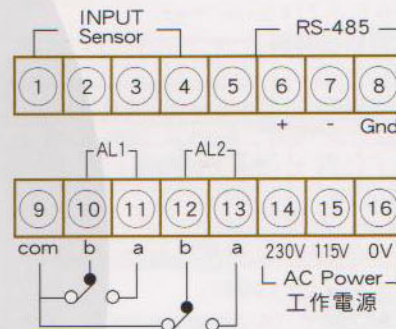 INPUT
Sensor
RS-485
1 2 3 4 5 6 7 8
+ - Gnd
AL1 AL2
9 10 11 12 13 14 15 16
com b a b a 230V 115V 0V
AC Power
工作電源